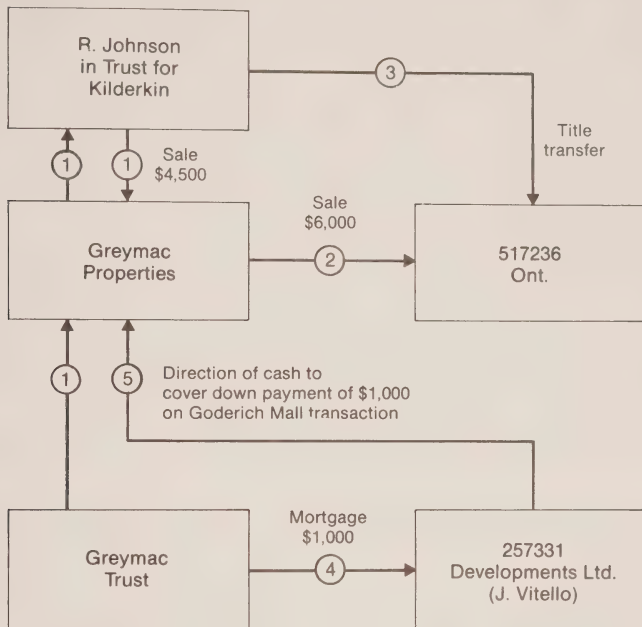 R. Johnson
in Trust for
Kilderkin
3
1
1
Sale
$4,500
Title
transfer
Greymac
Properties
Sale
$6,000
2
517236
Ont.
1
5
Direction of cash to
cover down payment of $1,000
on Goderich Mall transaction
Greymac
Trust
Mortgage
$1,000
4
257331
Developments Ltd.
(J. Vitello)